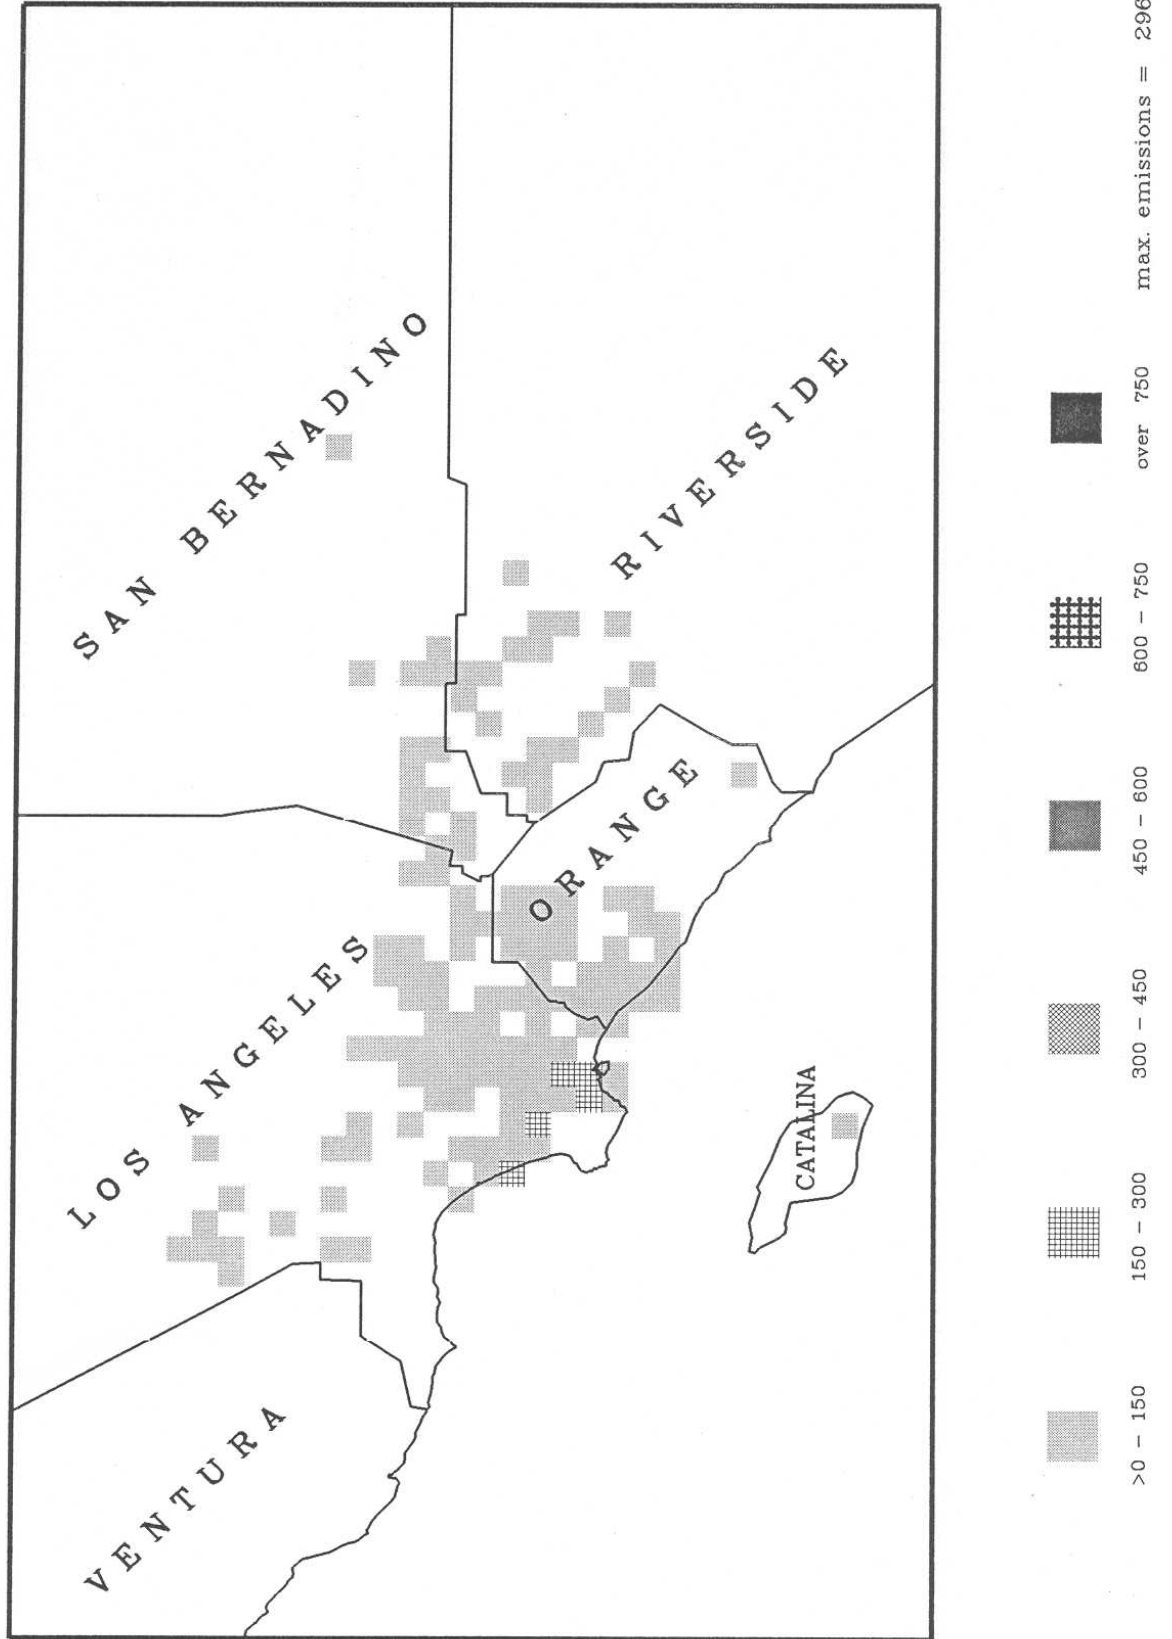 SAN BERNADINO
LOS ANGELES
VENTURA
RIVERSIDE
ORANGE
CATALINA
>0 - 150
150 - 300
300 - 450
450 - 600
600 - 750
over 750
max. emissions = 296